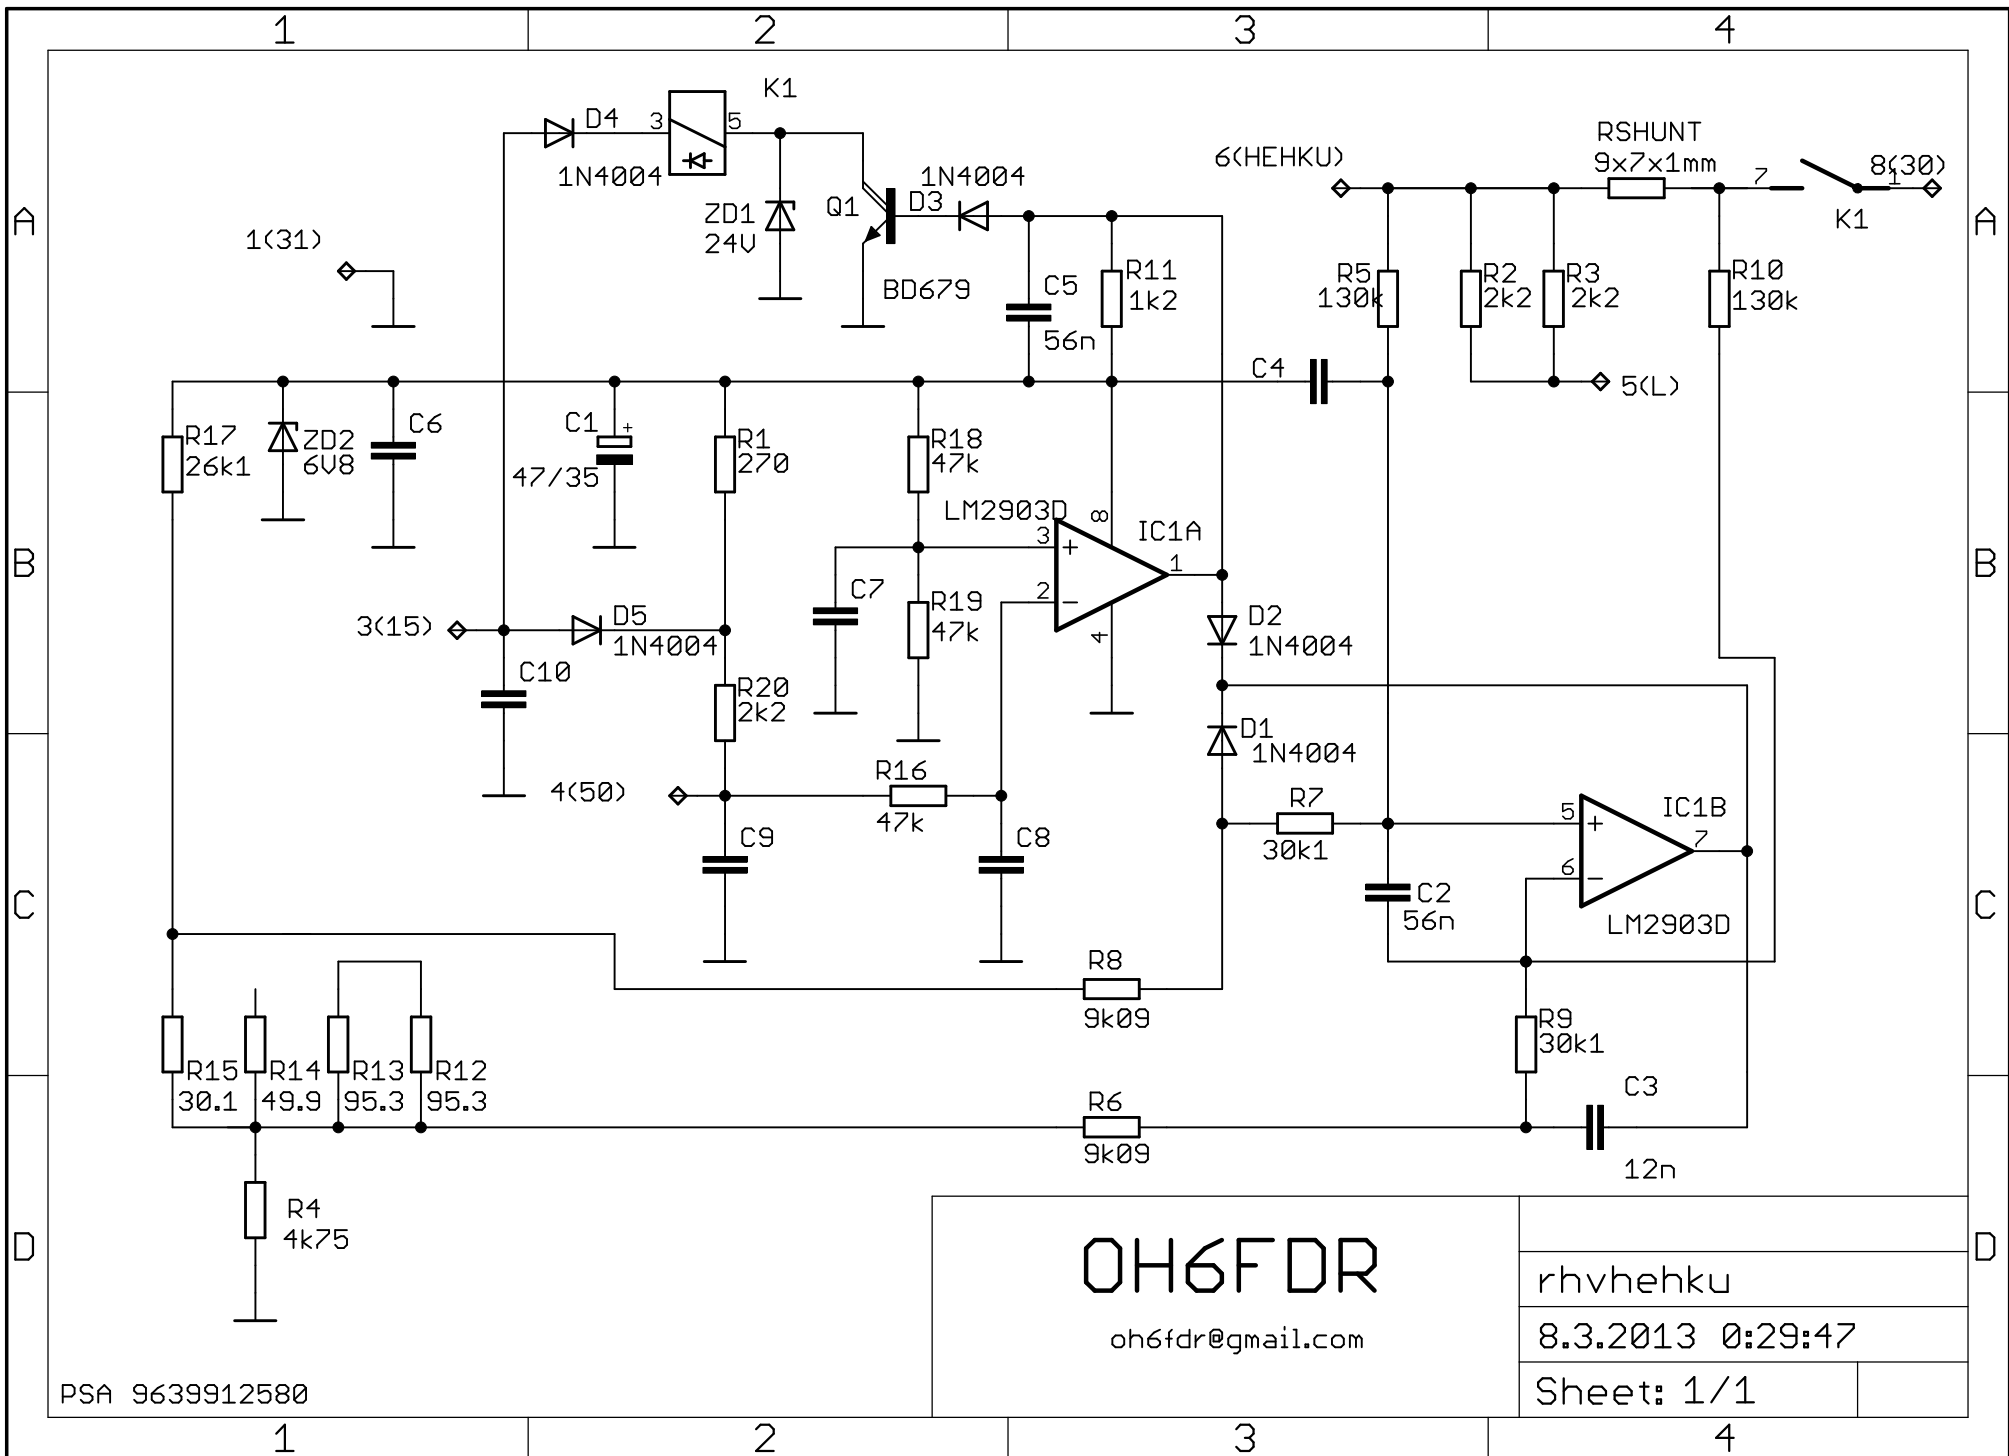 1
2
3
4
A
A
B
B
C
C
D
D
K1
D4
3
5
1N4004
ZD1
24V
Q1
BD679
D3
1N4004
1(31)
C5
56n
R11
1k2
6(HEHKU)
RSHUNT
9x7x1mm
7
8(30)
1
K1
R5
130k
R2
2k2
R3
2k2
R10
130k
C4
5(L)
R17
26k1
ZD2
6V8
C6
C1
+
47/35
R1
270
R18
47k
LM2903D
8
IC1A
3
+
1
2
−
4
C7
R19
47k
3(15)
D5
1N4004
C10
R20
2k2
D2
1N4004
D1
1N4004
4(50)
R16
47k
C9
C8
R7
30k1
5
+
IC1B
7
6
−
LM2903D
C2
56n
R8
9k09
R9
30k1
R15
30.1
R14
49.9
R13
95.3
R12
95.3
R6
9k09
C3
12n
R4
4k75
OH6FDR
oh6fdr@gmail.com
rhvhehku
8.3.2013 0:29:47
Sheet: 1/1
PSA 9639912580
1
2
3
4